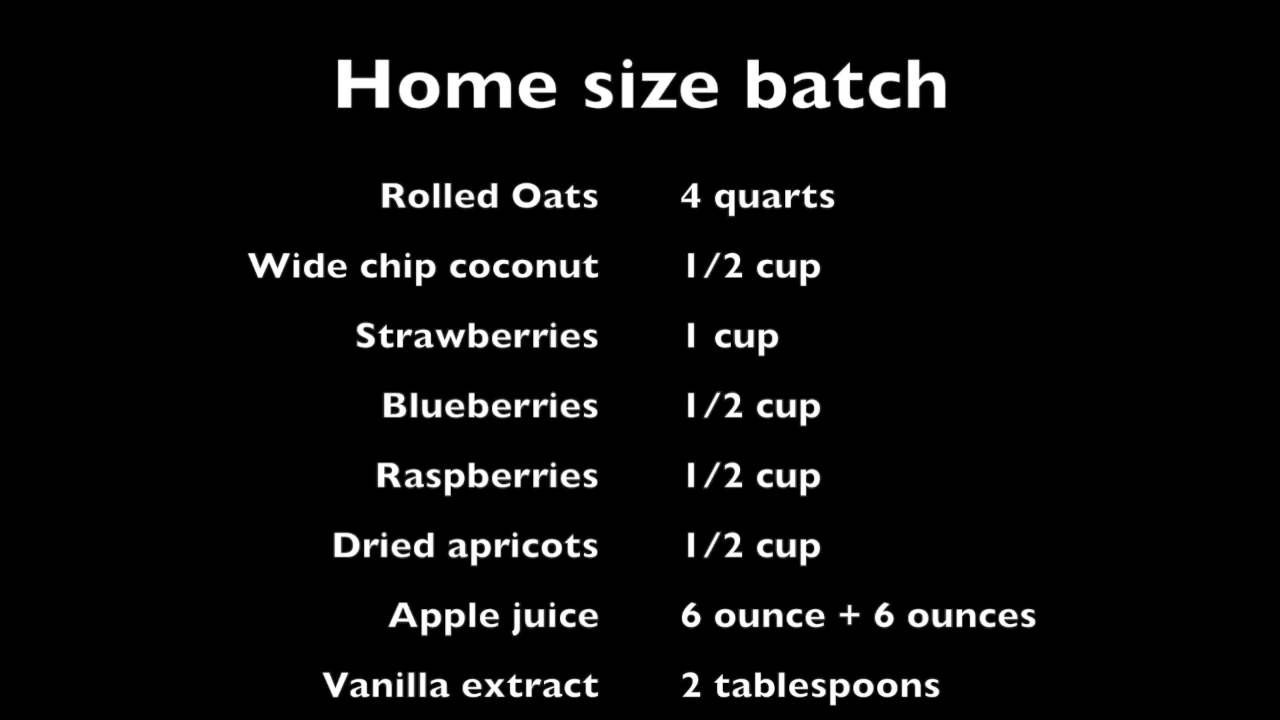 Home size batch
Rolled Oats 4 quarts
Wide chip coconut 1/2 cup
Strawberries 1 cup
Blueberries 1/2 cup
Raspberries 1/2 cup
Dried apricots 1/2 cup
Apple juice 6 ounce + 6 ounces
Vanilla extract 2 tablespoons